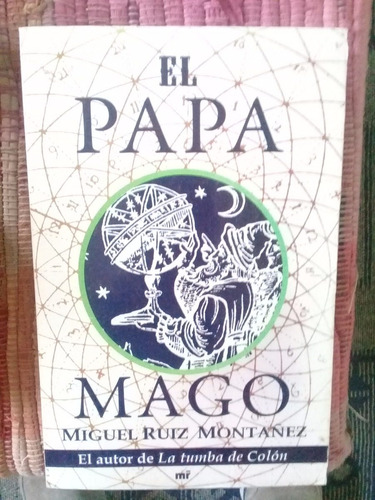 EL
PAPA
MAGO
MIGUEL RUIZ MONTAÑEZ
El autor de La tumba de Colón
mr